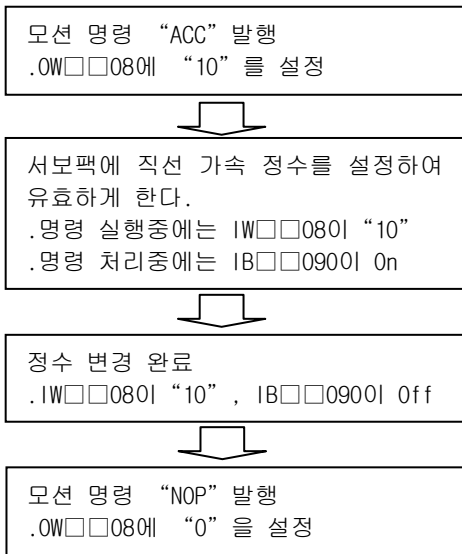 모션 명령 “ACC” 발행
.OW□□08에 “10”를 설정
서보팩에 직선 가속 정수를 설정하여
유효하게 한다.
.명령 실행중에는 IW□□08이 “10”
.명령 처리중에는 IB□□090이 On
정수 변경 완료
.IW□□08이 “10”, IB□□090이 Off
모션 명령 “NOP” 발행
.OW□□08에 “0”을 설정